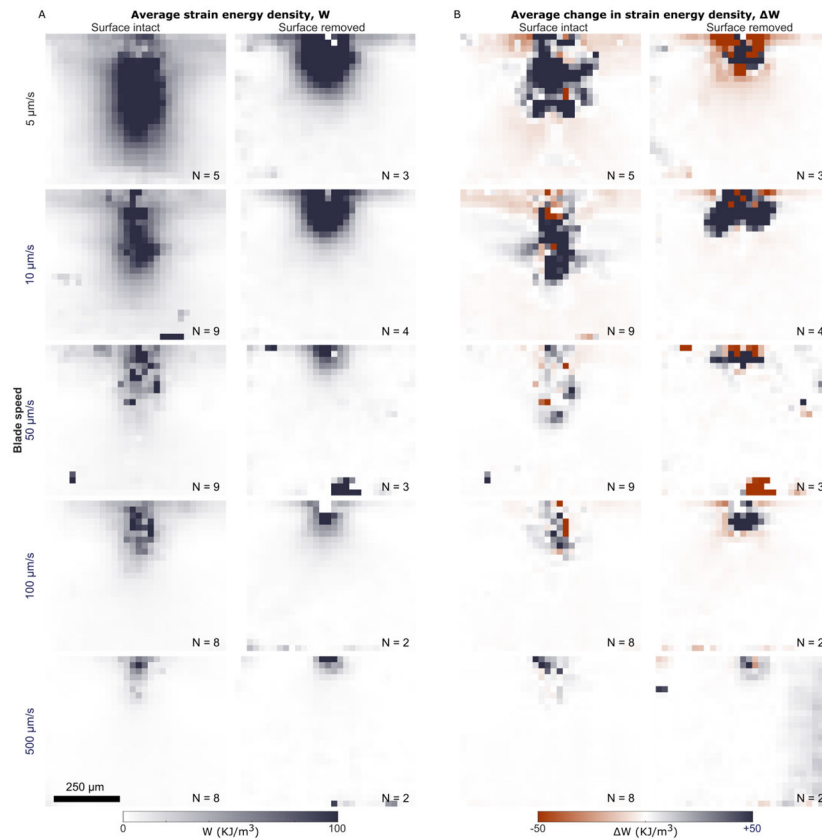 A
Average strain energy density, W
Surface intact
Surface removed
B
Average change in strain energy density, ΔW
Surface intact
Surface removed
Blade speed
5 μm/s
N = 5
N = 3
N = 5
N = 3
10 μm/s
N = 9
N = 4
N = 9
N = 4
50 μm/s
N = 9
N = 3
N = 9
N = 3
100 μm/s
N = 8
N = 2
N = 8
N = 2
500 μm/s
250 μm
N = 8
N = 2
N = 8
N = 2
0
W (KJ/m³)
100
-50
ΔW (KJ/m³)
+50